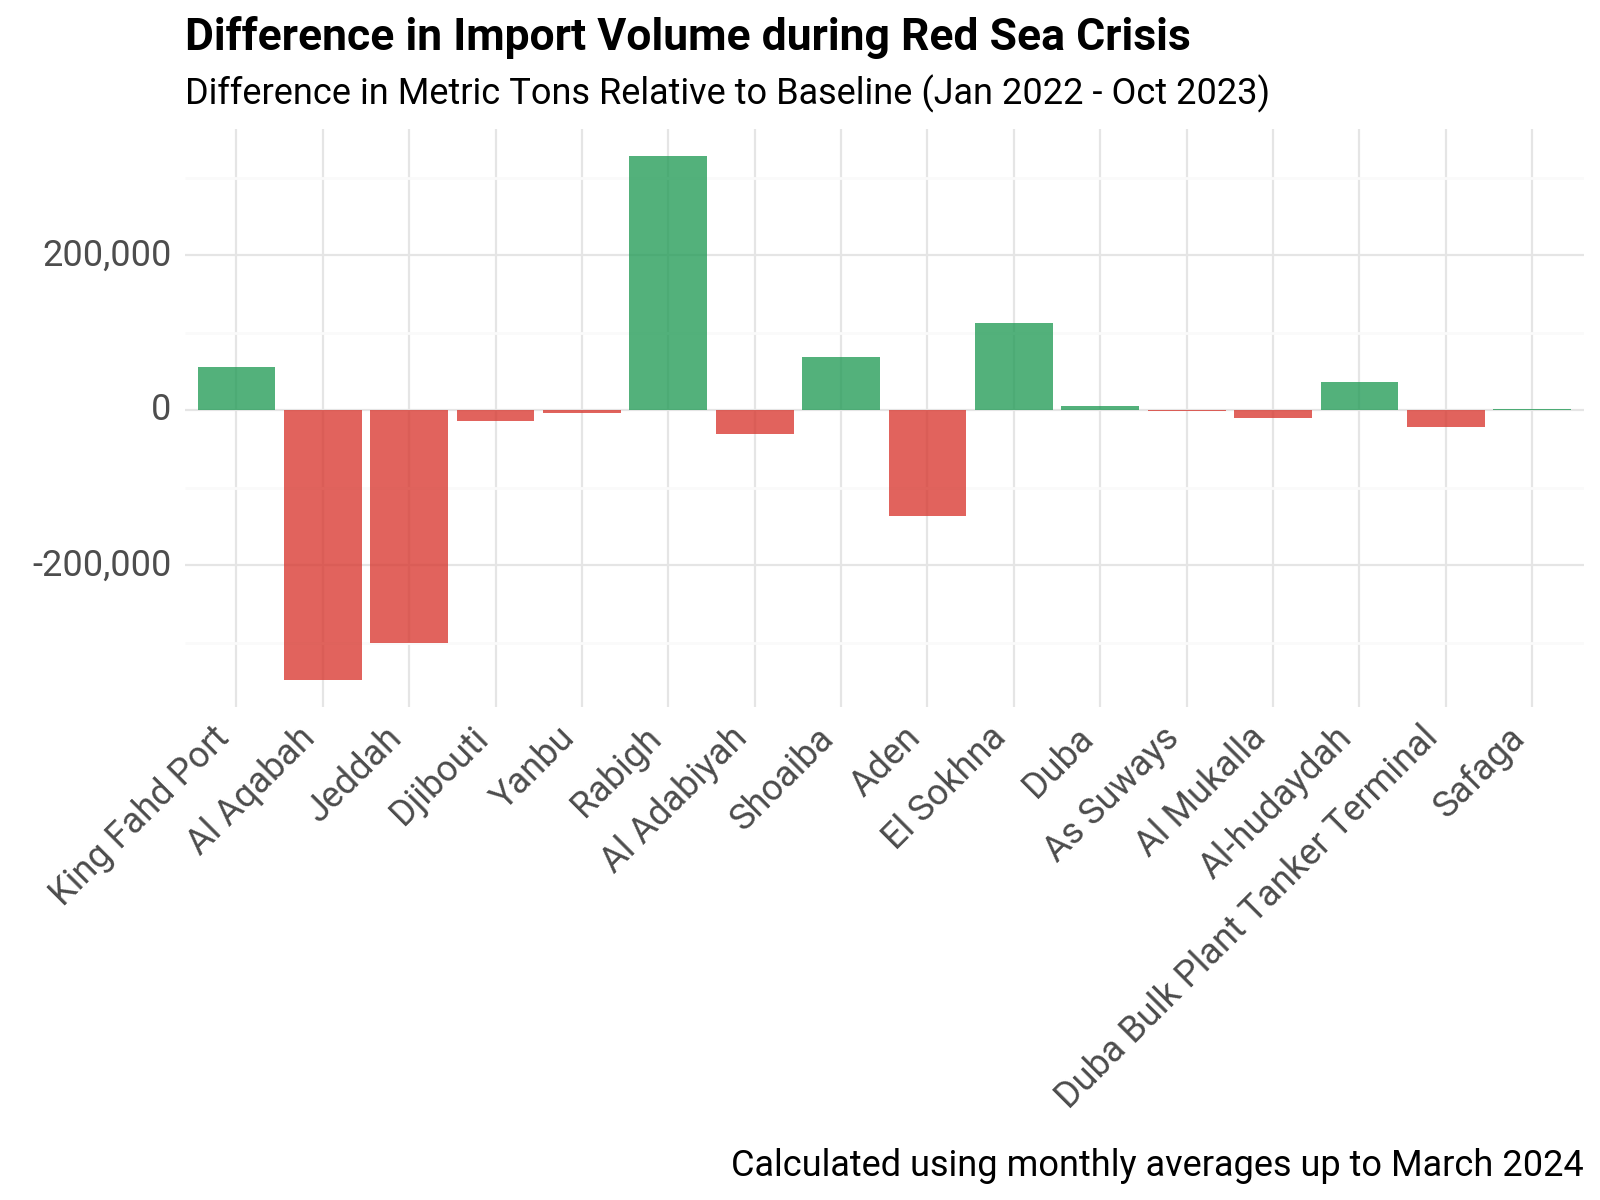 Difference in Import Volume during Red Sea Crisis
Difference in Metric Tons Relative to Baseline (Jan 2022 - Oct 2023)
200,000
0
-200,000
King Fahd Port
Al Aqabah
Jeddah
Djibouti
Yanbu
Rabigh
Al Adabiyah
Shoaiba
Aden
El Sokhna
Duba
As Suways
Al Mukalla
Al-hudaydah
Duba Bulk Plant Tanker Terminal
Safaga
Calculated using monthly averages up to March 2024